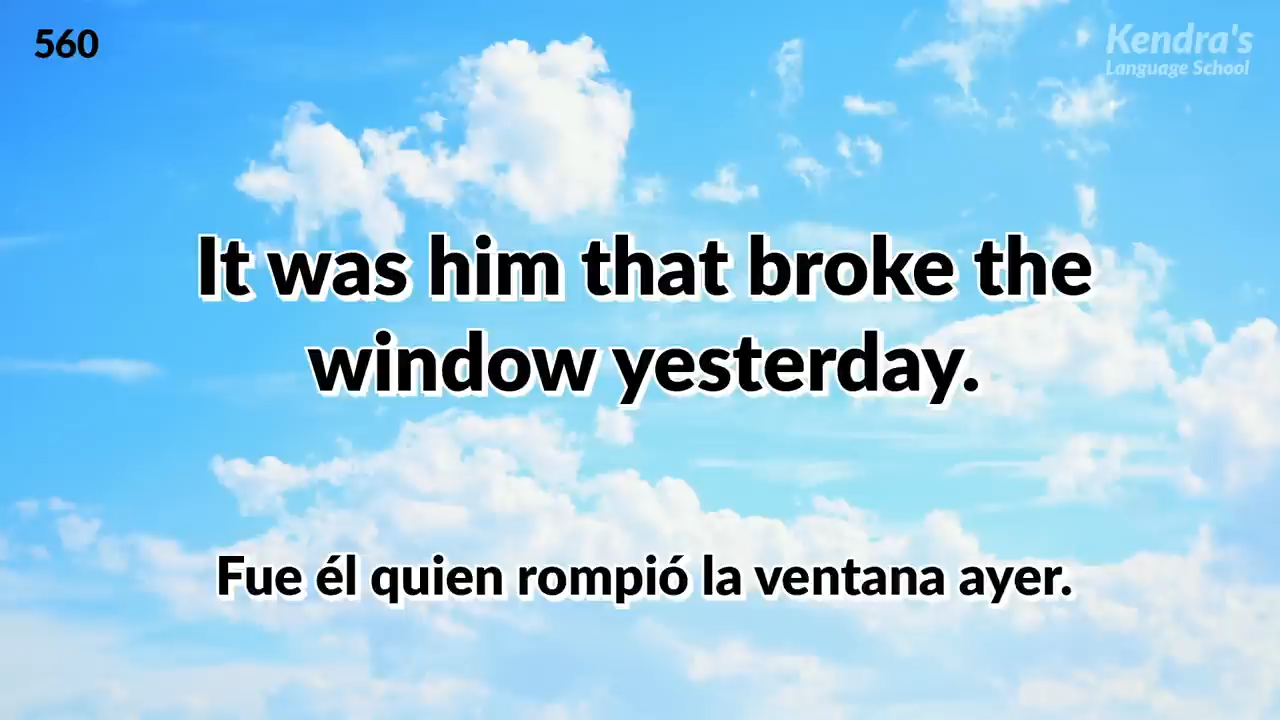 560
Kendra's
Language School
It was him that broke the
window yesterday.
Fue él quien rompió la ventana ayer.